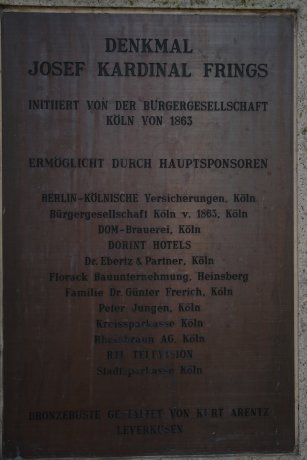 DENKMAL
JOSEF KARDINAL FRINGS
INITIIERT VON DER BÜRGERGESELLSCHAFT
KÖLN VON 1863
ERMÖGLICHT DURCH HAUPTSPONSOREN
BERLIN-KÖLNISCHE Versicherungen, Köln
Bürgergesellschaft Köln v. 1863, Köln
DOM-Brauerei, Köln
DORINT HOTELS
Dr. Ebertz & Partner, Köln
Florack Bauunternehmung, Heinsberg
Familie Dr. Günter Frerich, Köln
Peter Jungen, Köln
Kreissparkasse Köln
Rheinbraun AG, Köln
RTL TELEVISION
Stadtsparkasse Köln
BRONZEBÜSTE GESTALTET VON KURT ARENTZ
LEVERKUSEN